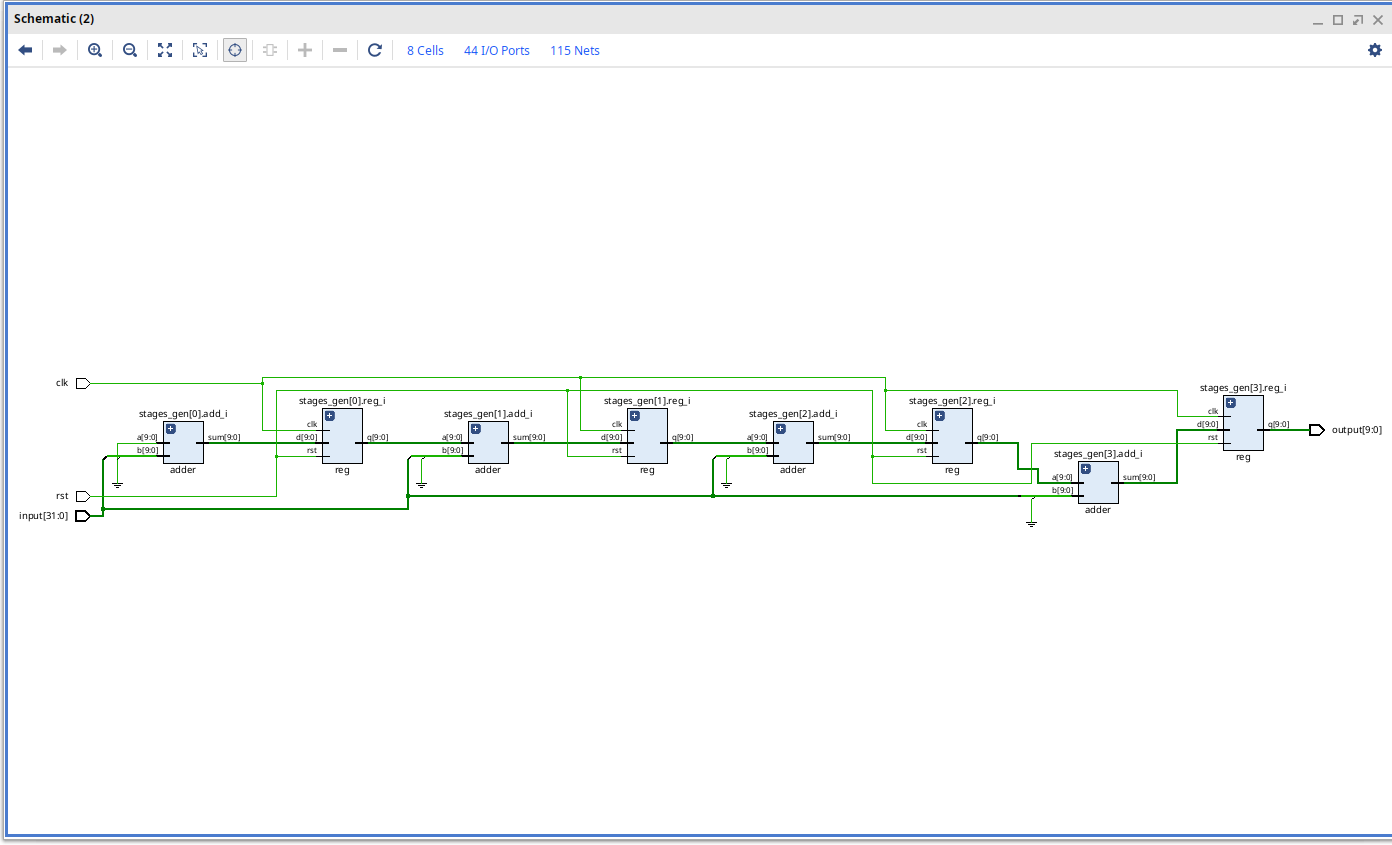 Schematic (2)
8 Cells 44 I/O Ports 115 Nets
clk
stages_gen[0].add_i
a[9:0] sum[9:0]
b[9:0]
adder
stages_gen[0].reg_i
clk
d[9:0] q[9:0]
rst
reg
stages_gen[1].add_i
a[9:0] sum[9:0]
b[9:0]
adder
stages_gen[1].reg_i
clk
d[9:0] q[9:0]
rst
reg
stages_gen[2].add_i
a[9:0] sum[9:0]
b[9:0]
adder
stages_gen[2].reg_i
clk
d[9:0] q[9:0]
rst
reg
stages_gen[3].add_i
a[9:0] sum[9:0]
b[9:0]
adder
stages_gen[3].reg_i
clk
d[9:0] q[9:0]
rst
reg
output[9:0]
rst
input[31:0]